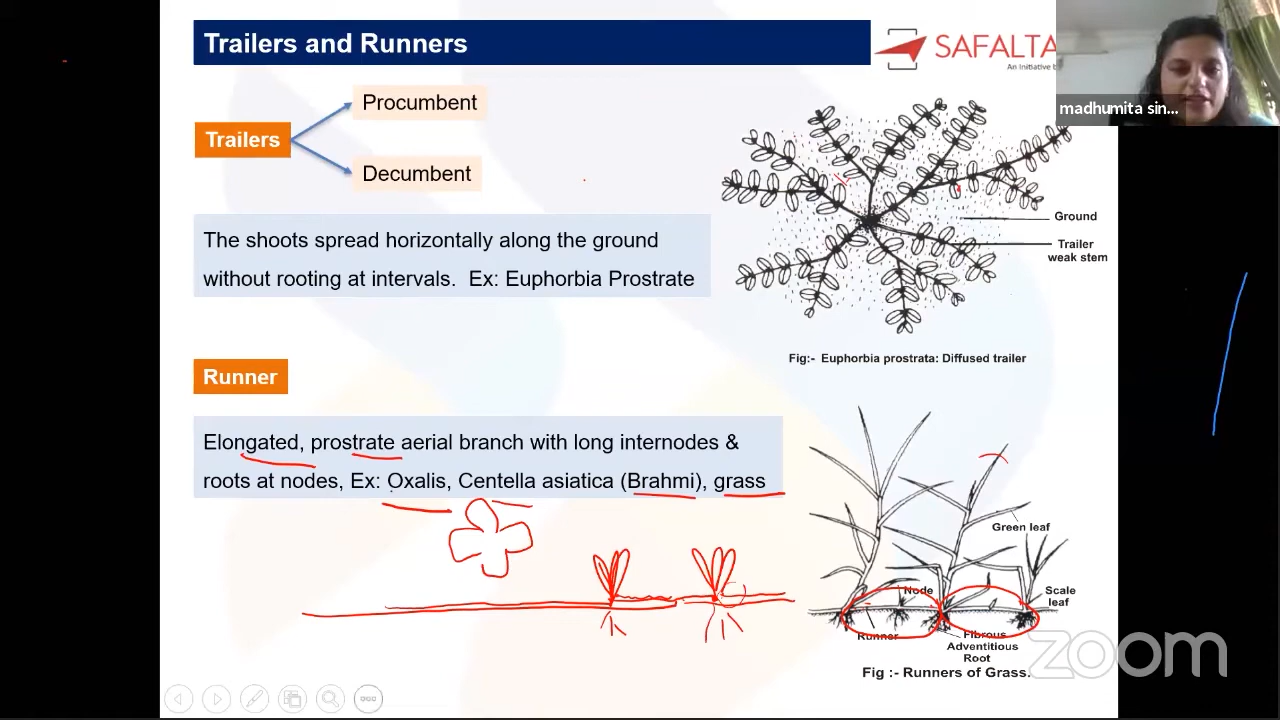 Trailers and Runners
SAFALTA
An Initiative b
madhumita sin...
Procumbent
Trailers
Decumbent
The shoots spread horizontally along the ground
without rooting at intervals. Ex: Euphorbia Prostrate
Ground
Trailer
weak stem
Fig:- Euphorbia prostrata: Diffused trailer
Runner
Elongated, prostrate aerial branch with long internodes &
roots at nodes, Ex: Oxalis, Centella asiatica (Brahmi), grass
Green leaf
Node
Scale
leaf
Runner
Fibrous
Adventitious
Root
Fig :- Runners of Grass.
zoom